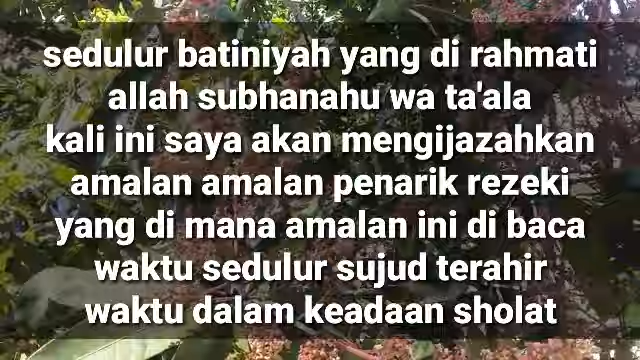 sedulur batiniyah yang di rahmati
allah subhanahu wa ta'ala
kali ini saya akan mengijazahkan
amalan amalan penarik rezeki
yang di mana amalan ini di baca
waktu sedulur sujud terahir
waktu dalam keadaan sholat